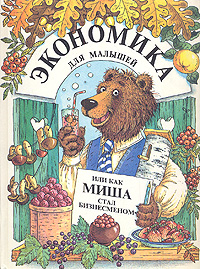 ЭКОНОМИКА
ДЛЯ МАЛЫШЕЙ
ИЛИ КАК
МИША
СТАЛ
БИЗНЕСМЕНОМ